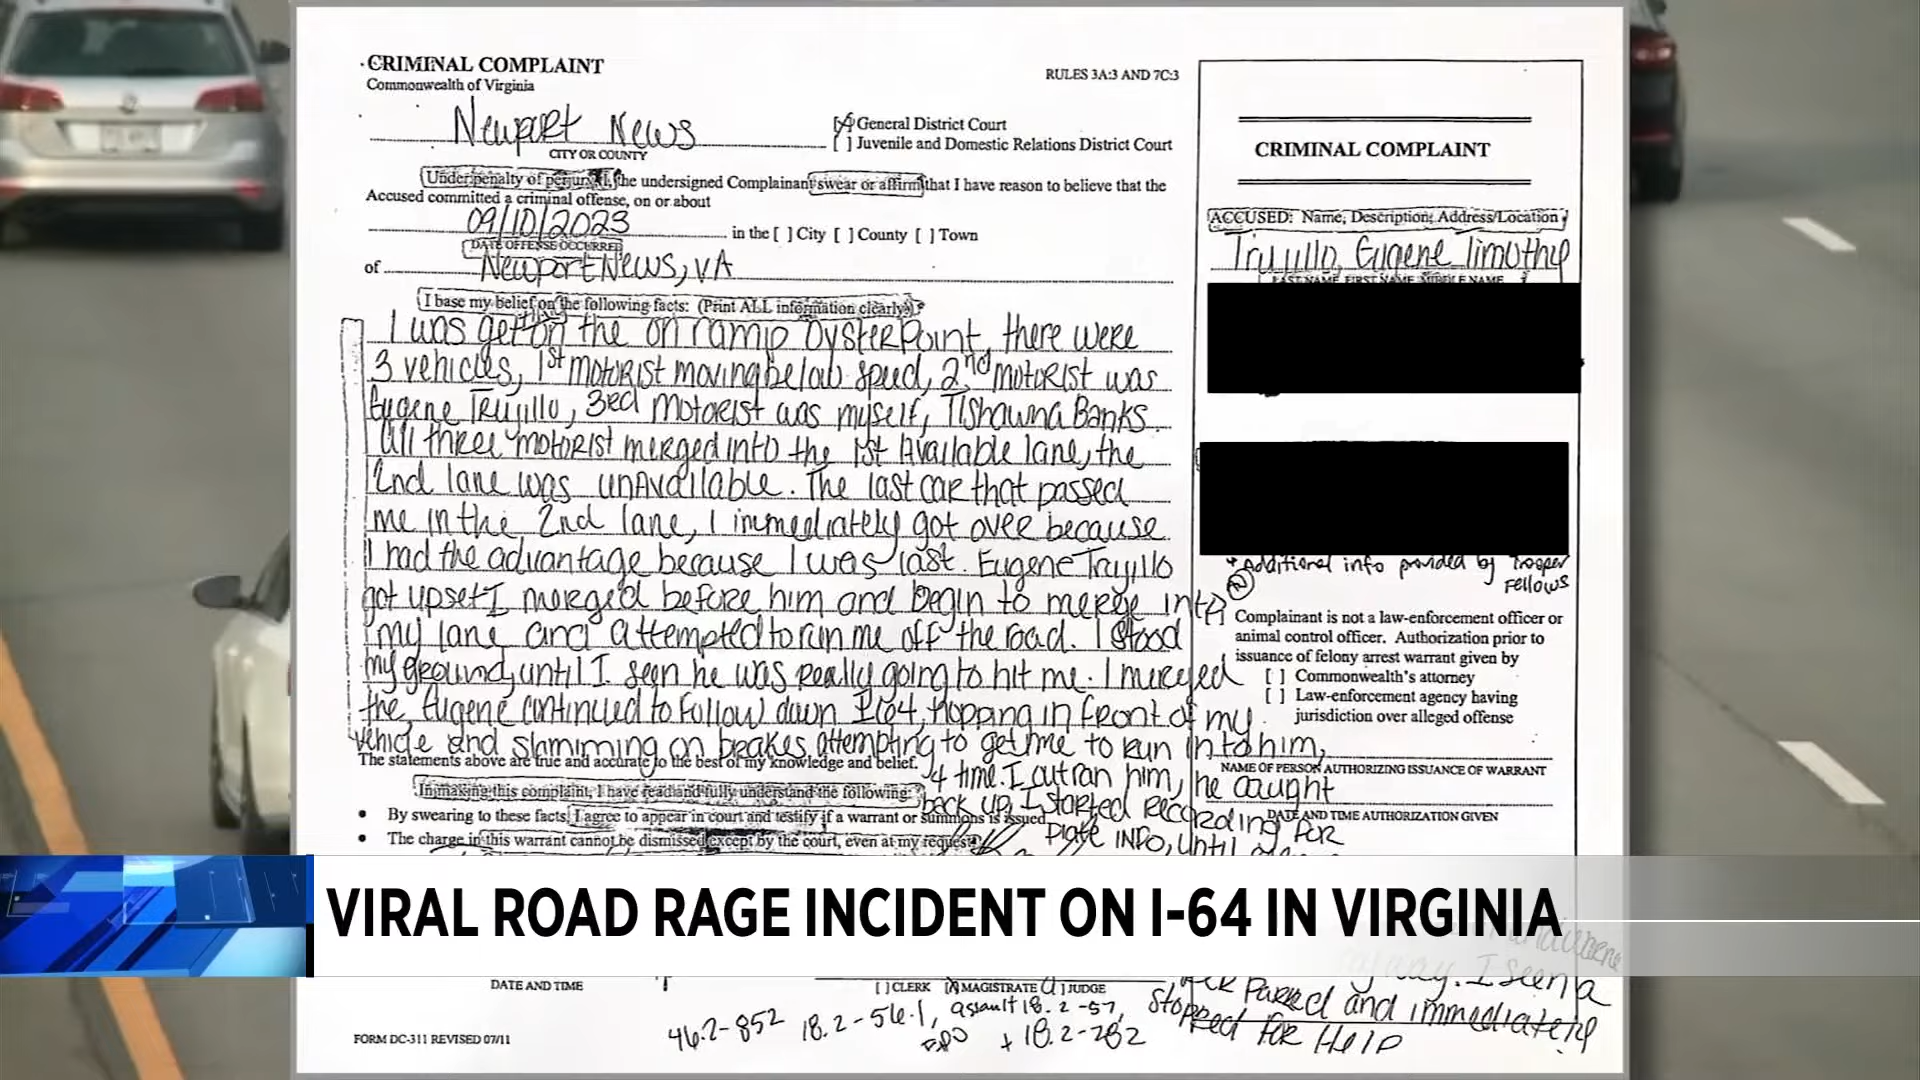 CRIMINAL COMPLAINT
Commonwealth of Virginia
RULES 3A:3 AND 7C:3
Newport News
CITY OR COUNTY
General District Court
[ ] Juvenile and Domestic Relations District Court
Under penalty of perjury, I, the undersigned Complainant swear or affirm that I have reason to believe that the
Accused committed a criminal offense, on or about
09/10/2023 in the [ ] City [ ] County [ ] Town
DATE OFFENSE OCCURRED
of Newport News, VA
I base my belief on the following facts: (Print ALL information clearly)
I was getting on the on ramp OysterPoint, there were
3 vehicles, 1st motorist moving below speed, 2nd motorist was
Eugene Trujillo, 3rd motorist was myself, Tishawna Banks.
all three motorist merged into the 1st Available lane, the
2nd lane was unavailable. The last car that passed
me in the 2nd lane, I immediately got over because
I had the advantage because I was last. Eugene Trujillo
got upset I merged before him and begin to merge into
my lane and attempted to run me off the road. I stood
my ground, until I seen he was really going to hit me. I merged
the, Eugene continued to follow down I64, hopping in front of my
vehicle and slamming on brakes, attempting to get me to run into him,
The statements above are true and accurate to the best of my knowledge and belief.
4 time. I outran him, he caught
back up, I started recording for
plate info, until
In making this complaint, I have read and fully understand the following:
• By swearing to these facts, I agree to appear in court and testify if a warrant or summons is issued.
• The charge in this warrant cannot be dismissed except by the court, even at my request.
CRIMINAL COMPLAINT
ACCUSED: Name, Description, Address/Location
Trujillo, Eugene Timothy
LAST NAME, FIRST NAME, MIDDLE NAME
*Additional info provided by Trooper
Fellows
Complainant is not a law-enforcement officer or
animal control officer. Authorization prior to
issuance of felony arrest warrant given by
[ ] Commonwealth's attorney
[ ] Law-enforcement agency having
jurisdiction over alleged offense
NAME OF PERSON AUTHORIZING ISSUANCE OF WARRANT
DATE AND TIME AUTHORIZATION GIVEN
VIRAL ROAD RAGE INCIDENT ON I-64 IN VIRGINIA
I seen a
parked and immediately
stopped for Help
DATE AND TIME
[ ] CLERK [X] MAGISTRATE [ ] JUDGE
46.2-852 18.2-56.1, assault 18.2-57,
+ 18.2-282
FORM DC-311 REVISED 07/11